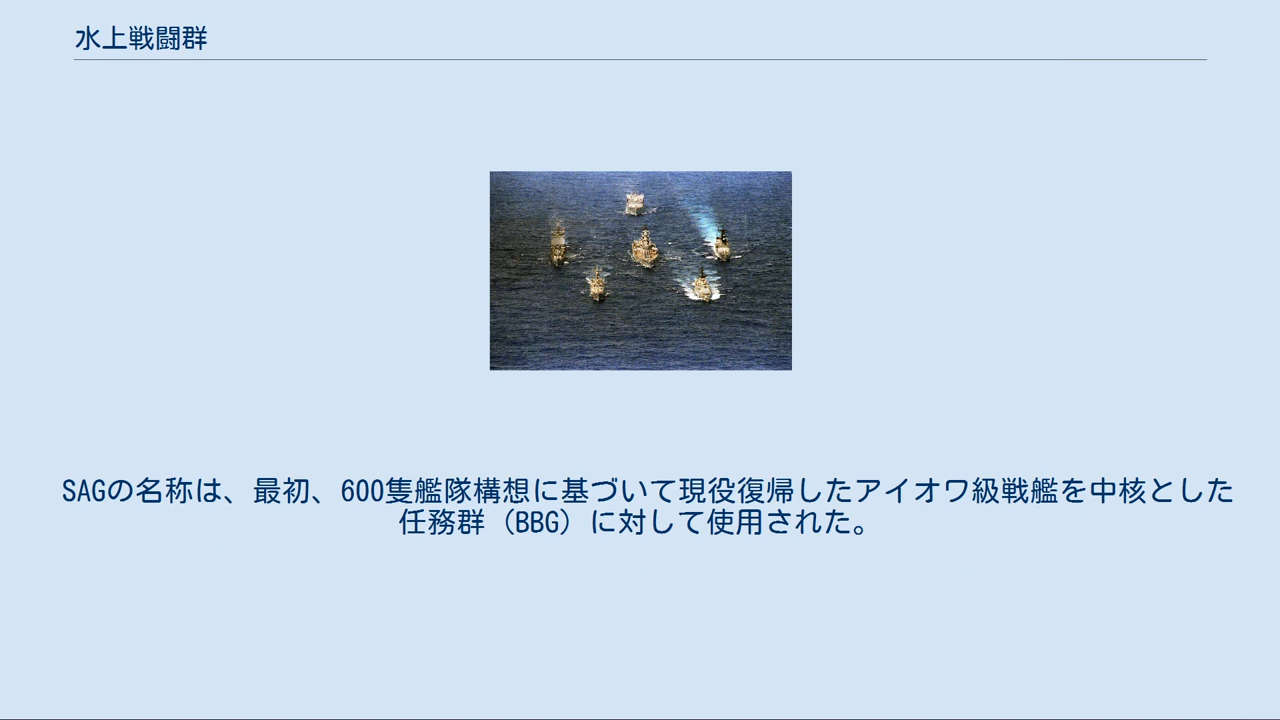 水上戦闘群
SAGの名称は、最初、600隻艦隊構想に基づいて現役復帰したアイオワ級戦艦を中核とした
任務群（BBG）に対して使用された。